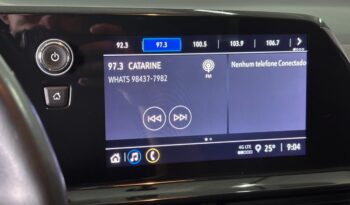 92.3 97.3 100.5 103.9 106.7
97.3 CATARINE
FM
WHATS 98437-7982
Nenhum telefone Conectado
4G LTE
25° 9:04